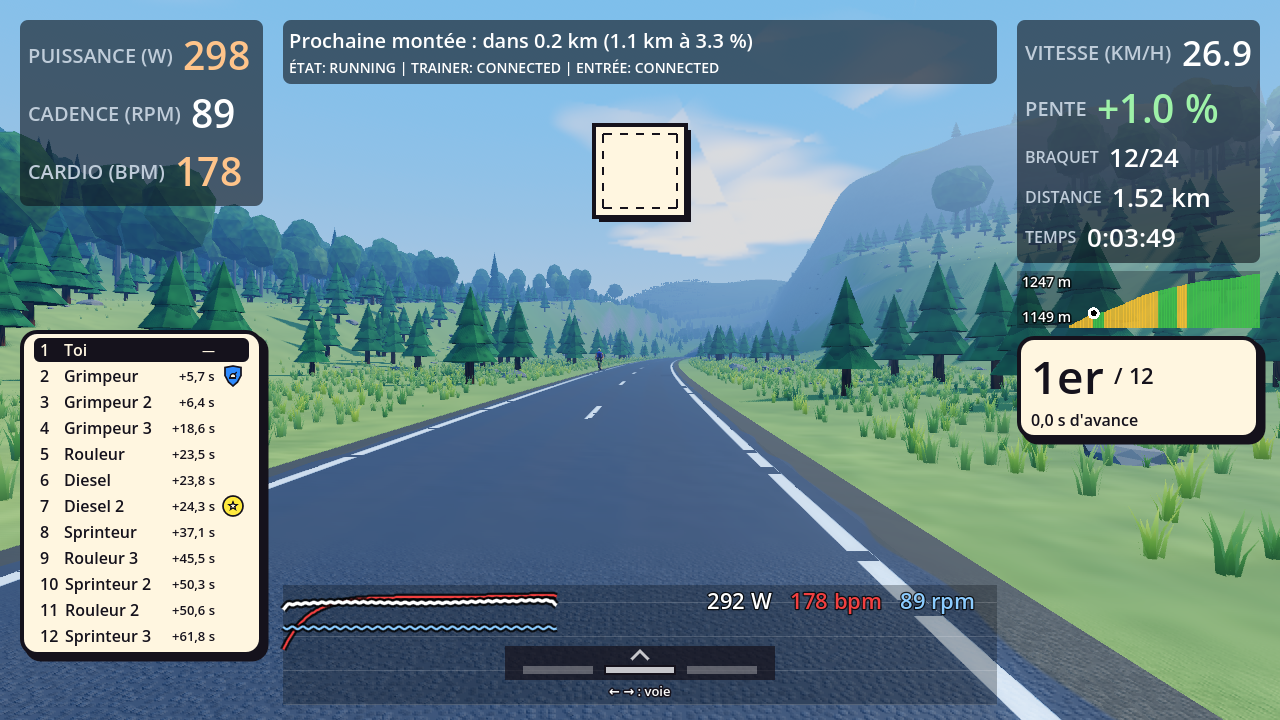 PUISSANCE (W) 298
CADENCE (RPM) 89
CARDIO (BPM) 178
Prochaine montée : dans 0.2 km (1.1 km à 3.3 %)
ÉTAT: RUNNING | TRAINER: CONNECTED | ENTRÉE: CONNECTED
VITESSE (KM/H) 26.9
PENTE +1.0 %
BRAQUET 12/24
DISTANCE 1.52 km
TEMPS 0:03:49
1247 m
1149 m
1er / 12
0,0 s d'avance
1 Toi —
2 Grimpeur +5,7 s
3 Grimpeur 2 +6,4 s
4 Grimpeur 3 +18,6 s
5 Rouleur +23,5 s
6 Diesel +23,8 s
7 Diesel 2 +24,3 s
8 Sprinteur +37,1 s
9 Rouleur 3 +45,5 s
10 Sprinteur 2 +50,3 s
11 Rouleur 2 +50,6 s
12 Sprinteur 3 +61,8 s
292 W 178 bpm 89 rpm
← → : voie